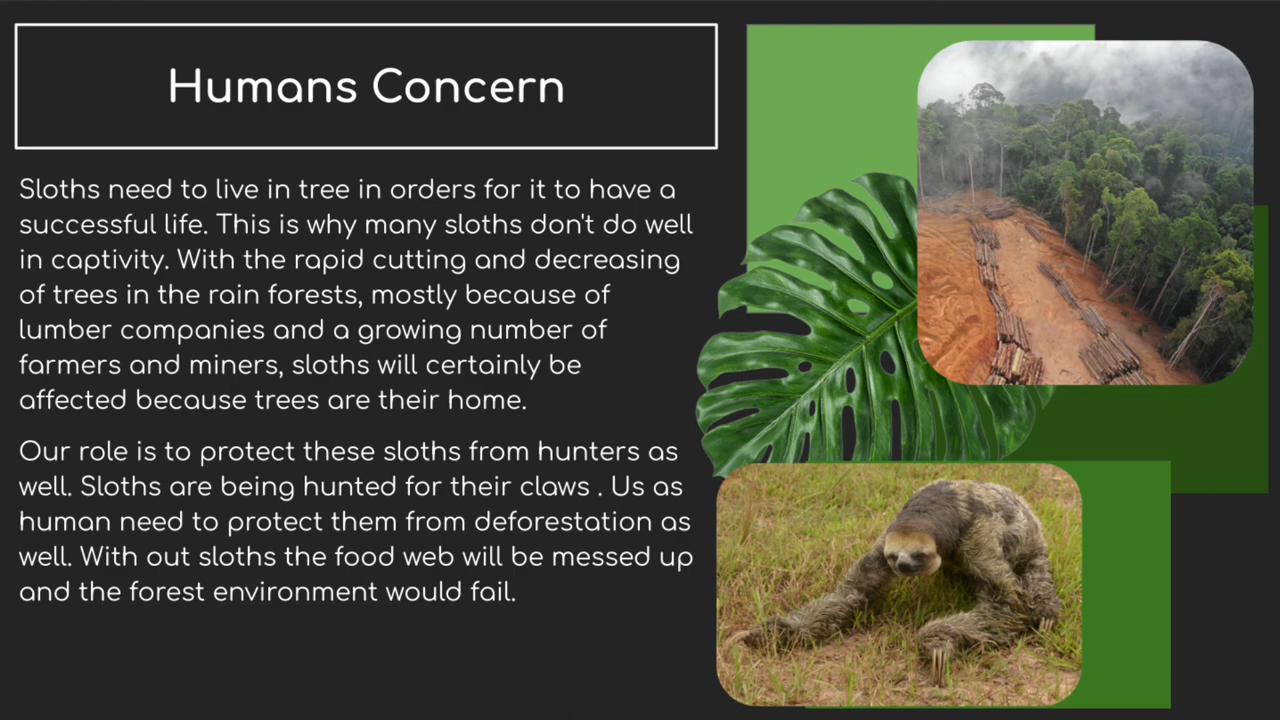 Humans Concern
Sloths need to live in tree in orders for it to have a
successful life. This is why many sloths don't do well
in captivity. With the rapid cutting and decreasing
of trees in the rain forests, mostly because of
lumber companies and a growing number of
farmers and miners, sloths will certainly be
affected because trees are their home.
Our role is to protect these sloths from hunters as
well. Sloths are being hunted for their claws . Us as
human need to protect them from deforestation as
well. With out sloths the food web will be messed up
and the forest environment would fail.